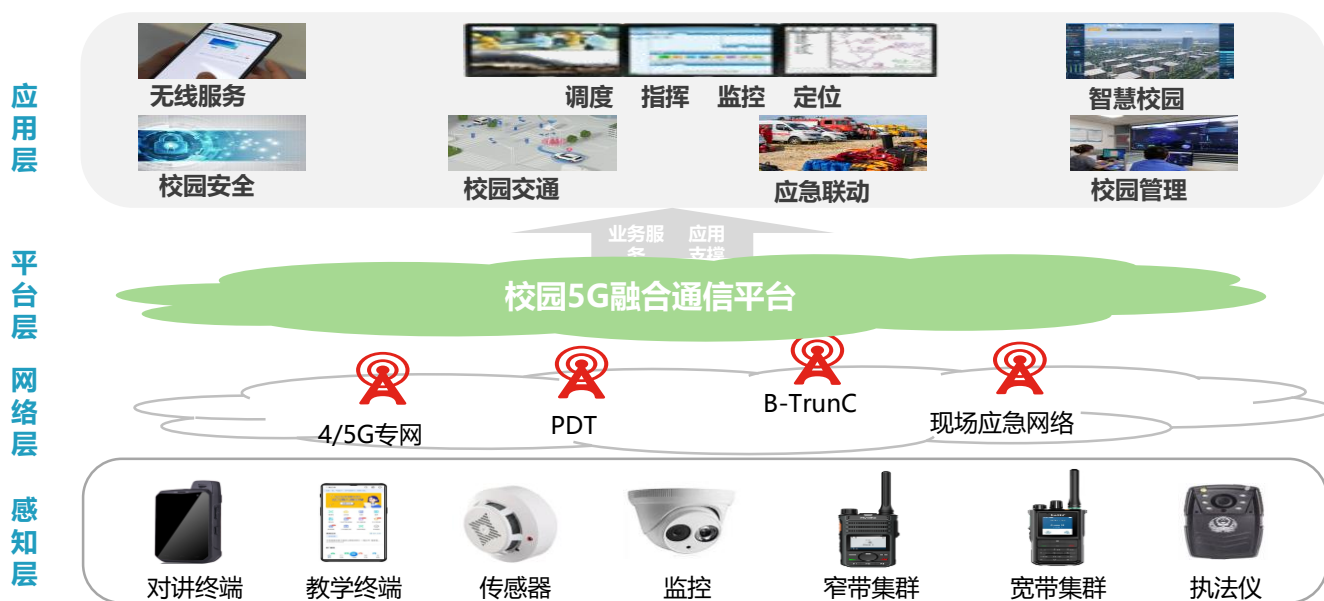 应用层
无线服务
调度 指挥 监控 定位
智慧校园
校园安全
校园交通
应急联动
校园管理
业务服务
应用支撑
平台层
校园5G融合通信平台
网络层
4/5G专网
PDT
B-TrunC
现场应急网络
感知层
对讲终端
教学终端
传感器
监控
窄带集群
宽带集群
执法仪